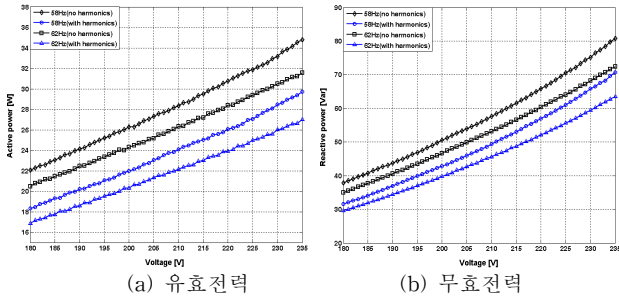 58Hz(no harmonics)
58Hz(with harmonics)
62Hz(no harmonics)
62Hz(with harmonics)
38
36
34
32
30
28
26
24
22
20
18
16
Active power [W]
180 185 190 195 200 205 210 215 220 225 230 235
Voltage [V]
(a) 유효전력
58Hz(no harmonics)
58Hz(with harmonics)
62Hz(no harmonics)
62Hz(with harmonics)
90
80
70
60
50
40
30
20
Reactive power [Var]
180 185 190 195 200 205 210 215 220 225 230 235
Voltage [V]
(b) 무효전력